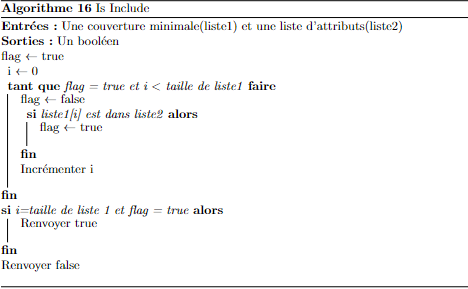 Algorithme 16 Is Include
Entrées : Une couverture minimale(liste1) et une liste d'attributs(liste2)
Sorties : Un booléen
flag ← true
i ← 0
tant que flag = true et i < taille de liste1 faire
flag ← false
si liste1[i] est dans liste2 alors
flag ← true
fin
Incrémenter i
fin
si i=taille de liste 1 et flag = true alors
Renvoyer true
fin
Renvoyer false